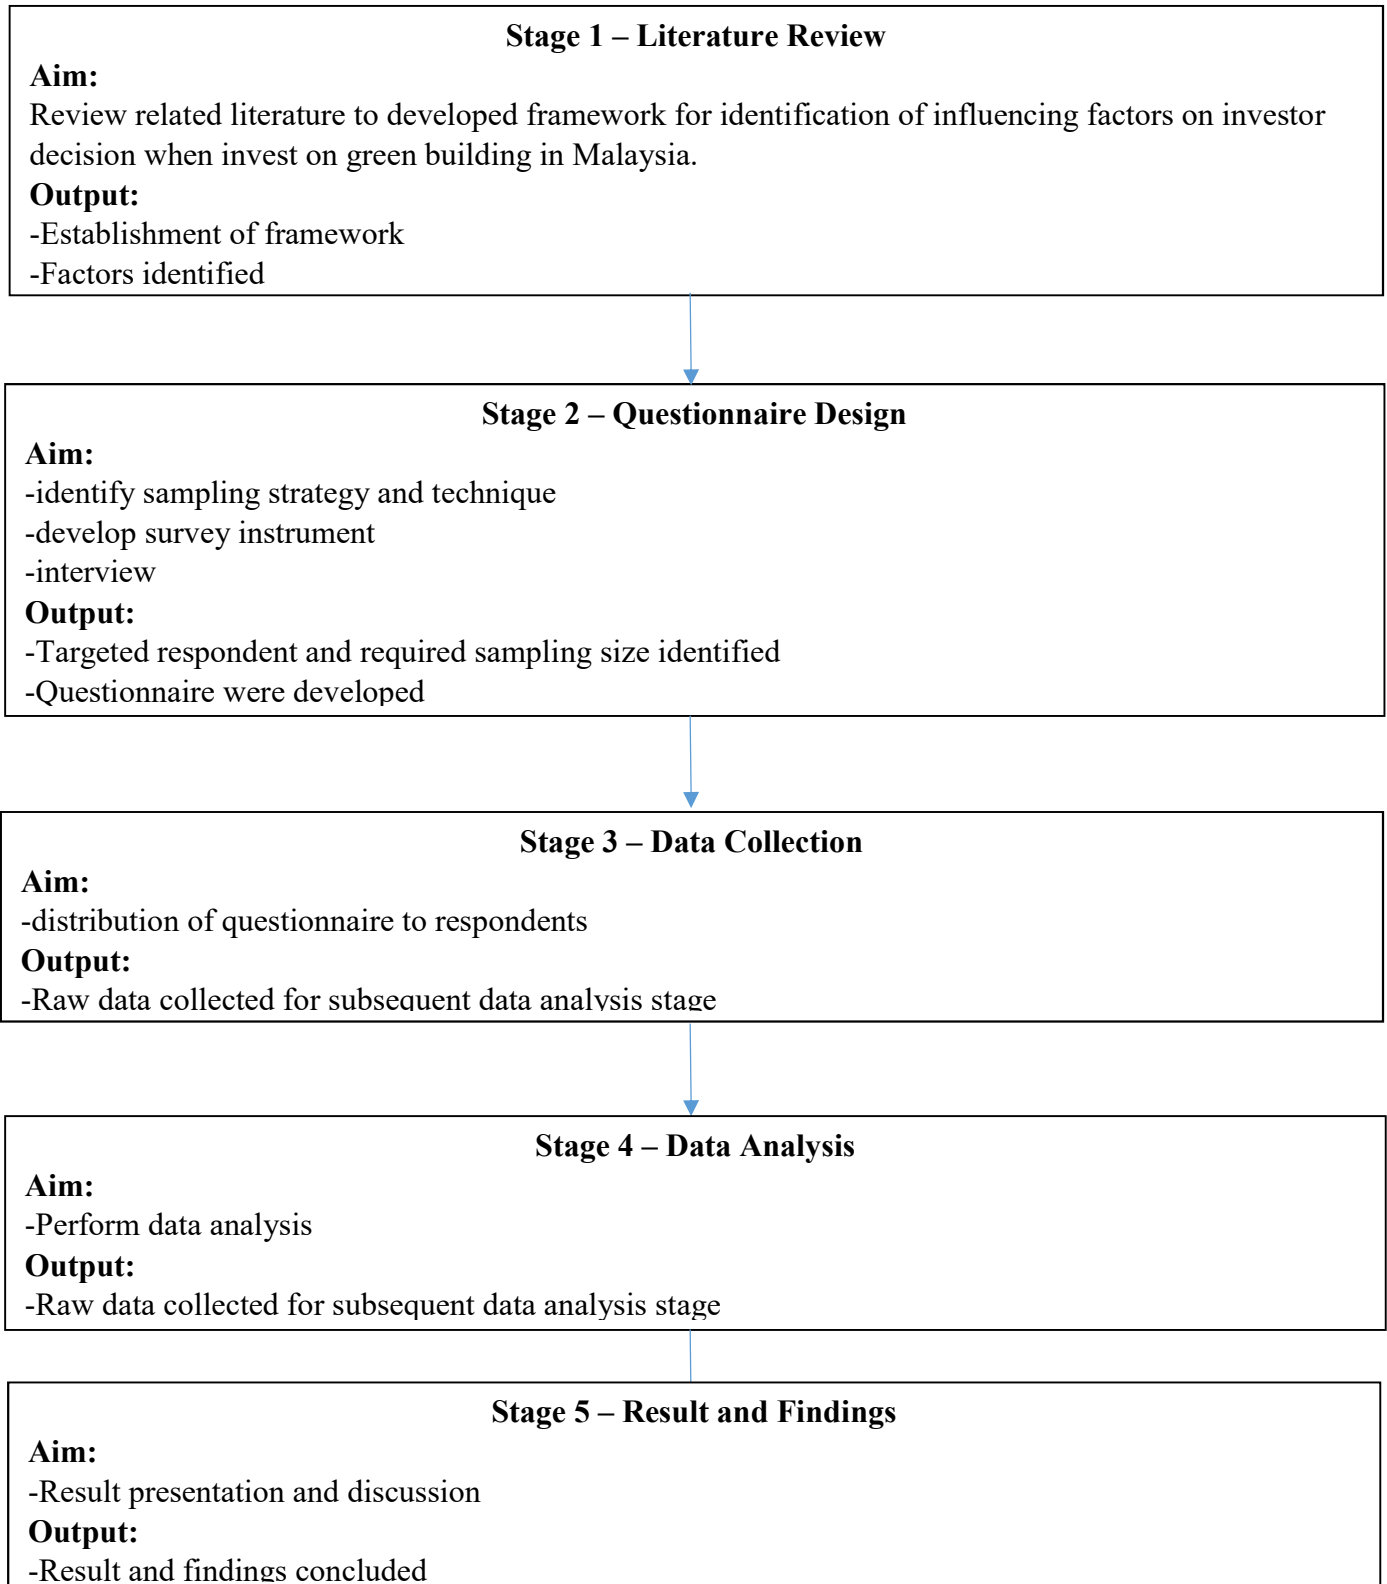 Stage 1 – Literature Review
Aim:
Review related literature to developed framework for identification of influencing factors on investor
decision when invest on green building in Malaysia.
Output:
-Establishment of framework
-Factors identified
Stage 2 – Questionnaire Design
Aim:
-identify sampling strategy and technique
-develop survey instrument
-interview
Output:
-Targeted respondent and required sampling size identified
-Questionnaire were developed
Stage 3 – Data Collection
Aim:
-distribution of questionnaire to respondents
Output:
-Raw data collected for subsequent data analysis stage
Stage 4 – Data Analysis
Aim:
-Perform data analysis
Output:
-Raw data collected for subsequent data analysis stage
Stage 5 – Result and Findings
Aim:
-Result presentation and discussion
Output:
-Result and findings concluded